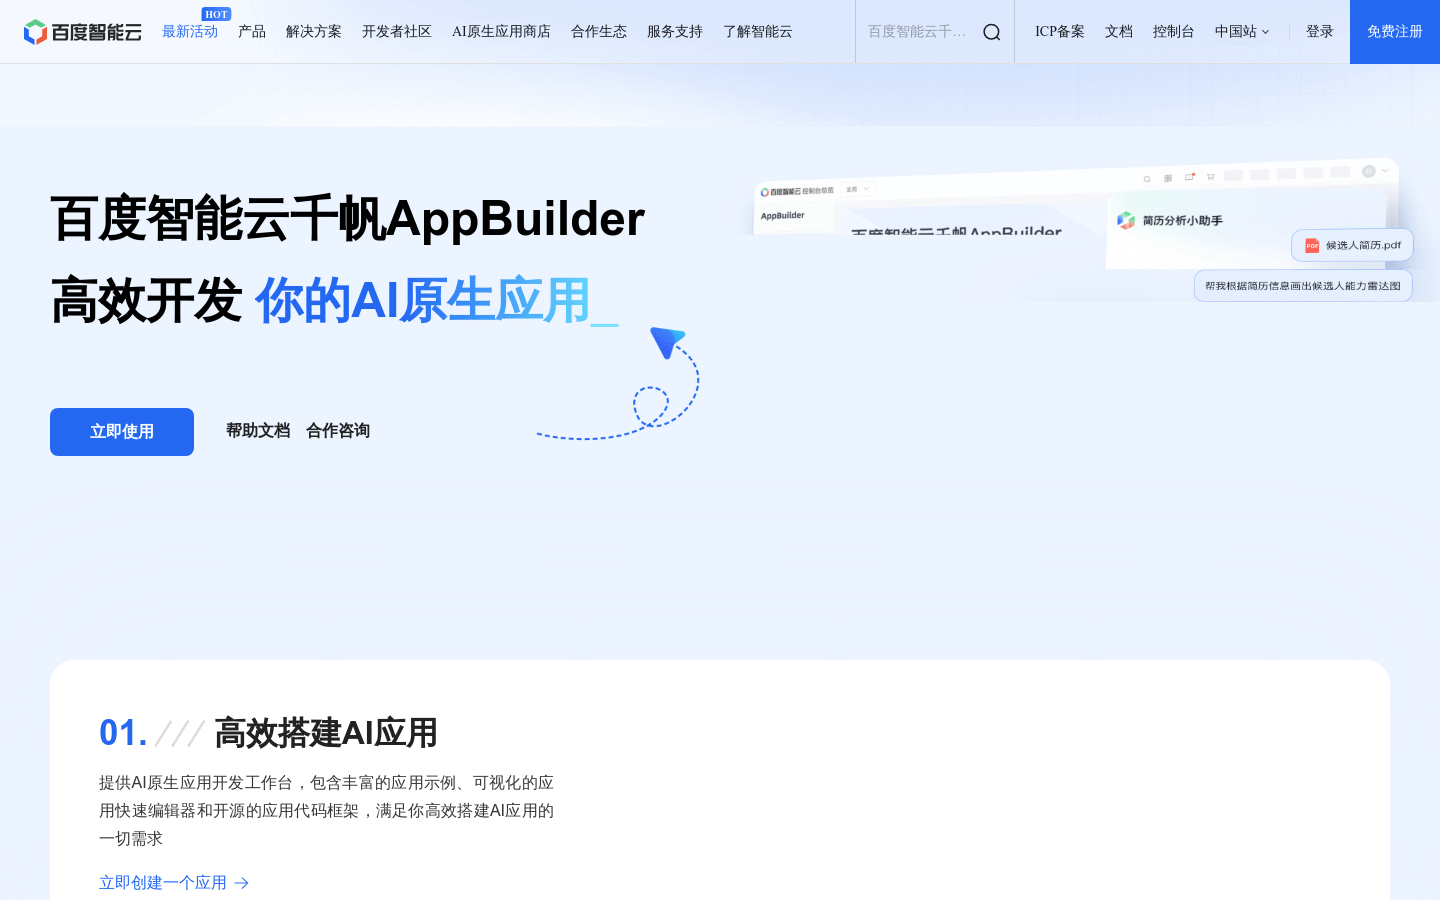 百度智能云
最新活动
HOT
产品
解决方案
开发者社区
AI原生应用商店
合作生态
服务支持
了解智能云
百度智能云千…
ICP备案
文档
控制台
中国站
登录
免费注册
百度智能云千帆AppBuilder
高效开发 你的AI原生应用_
立即使用
帮助文档
合作咨询
百度智能云 控制台总览
全局
AppBuilder
百度智能云千帆AppBuilder
简历分析小助手
PDF 候选人简历.pdf
帮我根据简历信息画出候选人能力雷达图
01. /// 高效搭建AI应用
提供AI原生应用开发工作台，包含丰富的应用示例、可视化的应
用快速编辑器和开源的应用代码框架，满足你高效搭建AI应用的
一切需求
立即创建一个应用